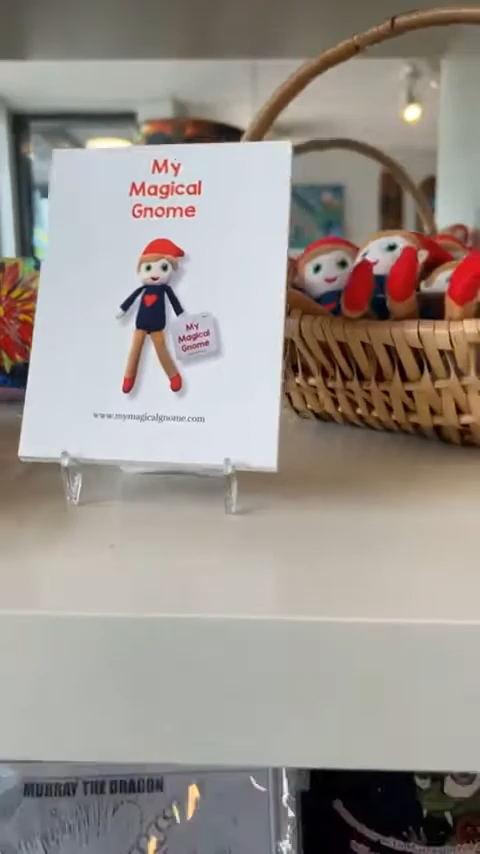 My
Magical
Gnome
My
Magical
Gnome
www.mymagicalgnome.com
MURRAY THE DRAGON